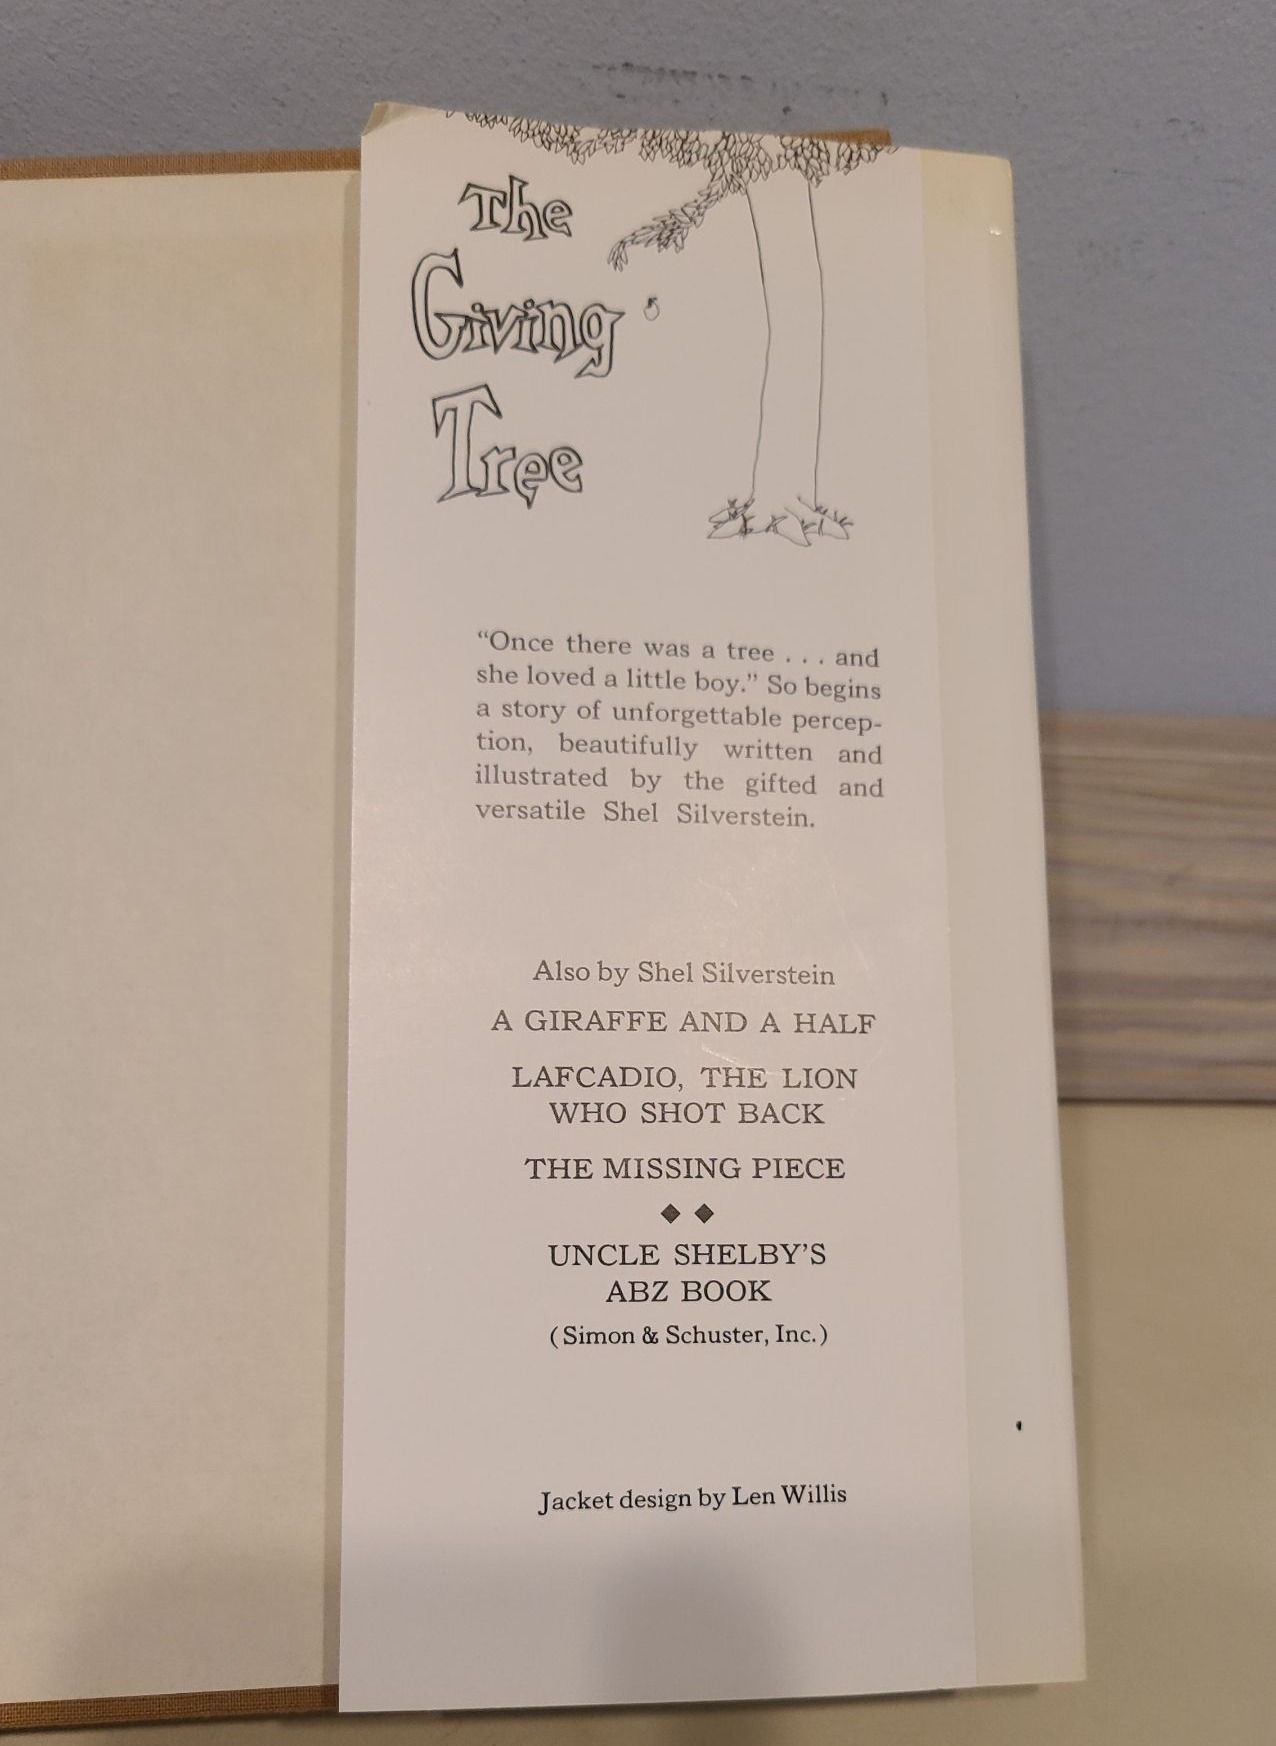 The
Giving
Tree
“Once there was a tree . . . and
she loved a little boy.” So begins
a story of unforgettable percep-
tion, beautifully written and
illustrated by the gifted and
versatile Shel Silverstein.
Also by Shel Silverstein
A GIRAFFE AND A HALF
LAFCADIO, THE LION
WHO SHOT BACK
THE MISSING PIECE
◆ ◆
UNCLE SHELBY’S
ABZ BOOK
(Simon & Schuster, Inc.)
Jacket design by Len Willis